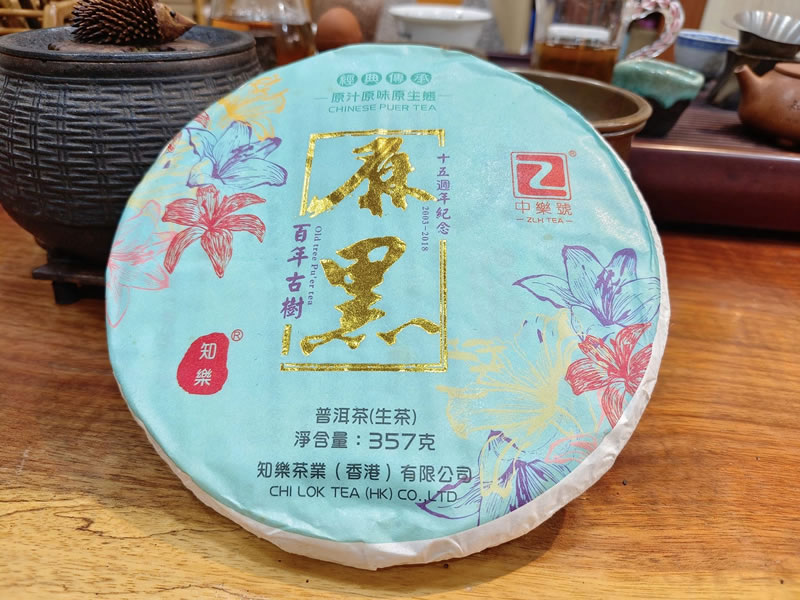 經典傳承
原汁原味原生態
CHINESE PUER TEA
原黑
十五週年紀念
2003-2018
百年古樹
Old tree Pu'er tea
®
中樂號
ZLH TEA
知樂
®
普洱茶(生茶)
淨含量：357克
知樂茶業（香港）有限公司
CHI LOK TEA (HK) CO.,LTD